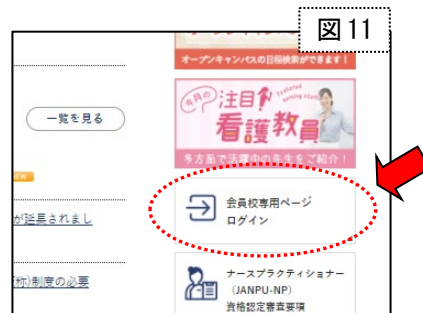 図11
オープンキャンパスの日程検索ができます!
一覧を見る
今月の
注目
featured
nursing
看護教員
多方面で活躍中の先生をご紹介!
NEW
会員校専用ページ
ログイン
が延長されまし
ナースプラクティショナー
(JANPU-NP)
資格認定審査要項
称)制度の必要